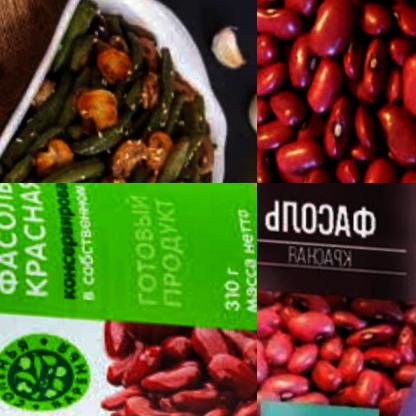 ФАСОЛЬ
КРАСНАЯ
в собственном
ГОТОВЫЙ
ПРОДУКТ
310 г
масса нетто
ФАСОЛЬ
КРАСНАЯ